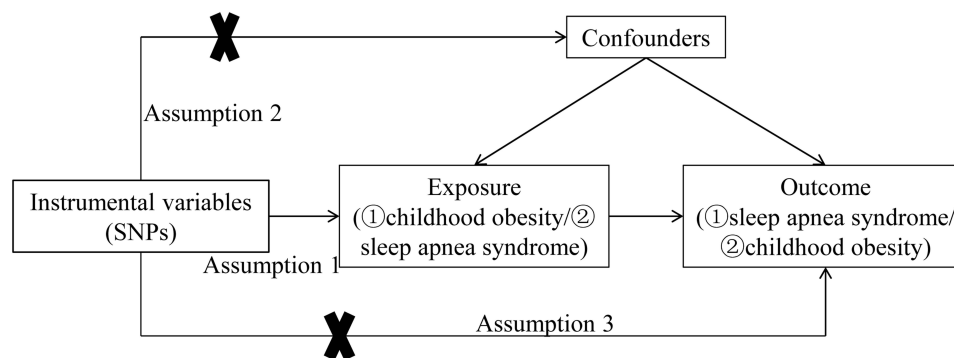 Confounders
Assumption 2
Instrumental variables
(SNPs)
Assumption 1
Exposure
(①childhood obesity/②
sleep apnea syndrome)
Outcome
(①sleep apnea syndrome/
②childhood obesity)
Assumption 3